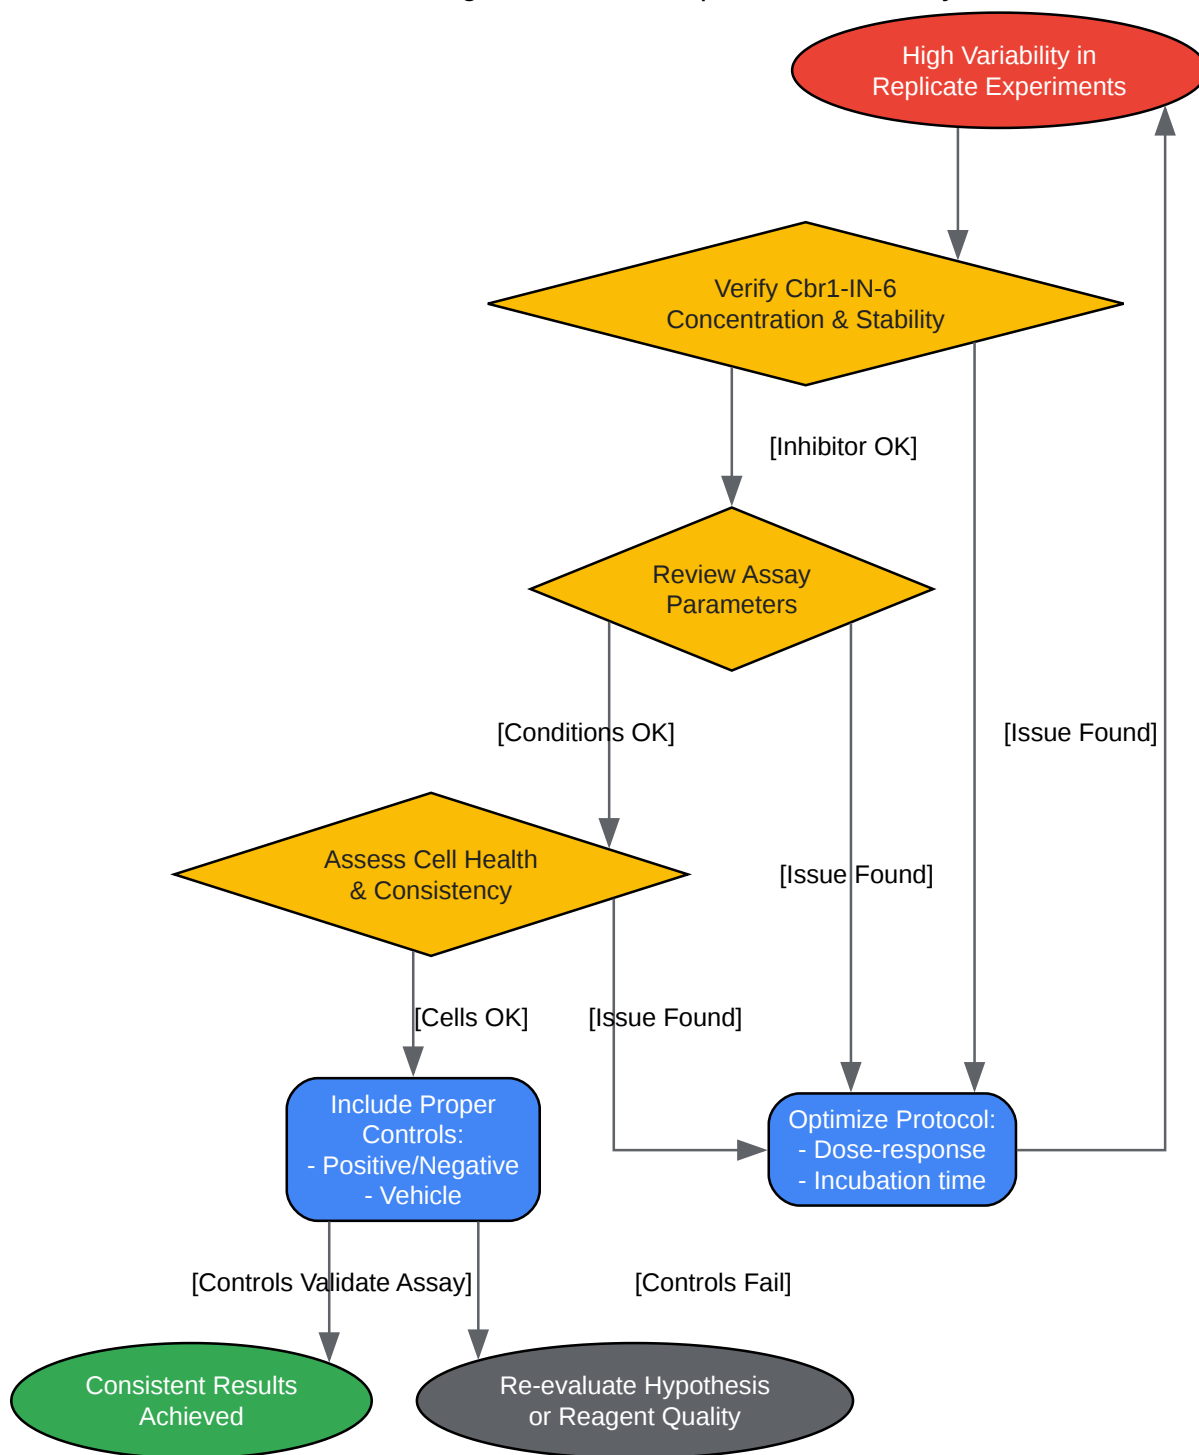 High Variability in
Replicate Experiments
Verify Cbr1-IN-6
Concentration & Stability
[Inhibitor OK]
Review Assay
Parameters
[Conditions OK]
[Issue Found]
Assess Cell Health
& Consistency
[Issue Found]
[Cells OK]
[Issue Found]
Include Proper
Controls:
- Positive/Negative
- Vehicle
Optimize Protocol:
- Dose-response
- Incubation time
[Controls Validate Assay]
[Controls Fail]
Consistent Results
Achieved
Re-evaluate Hypothesis
or Reagent Quality